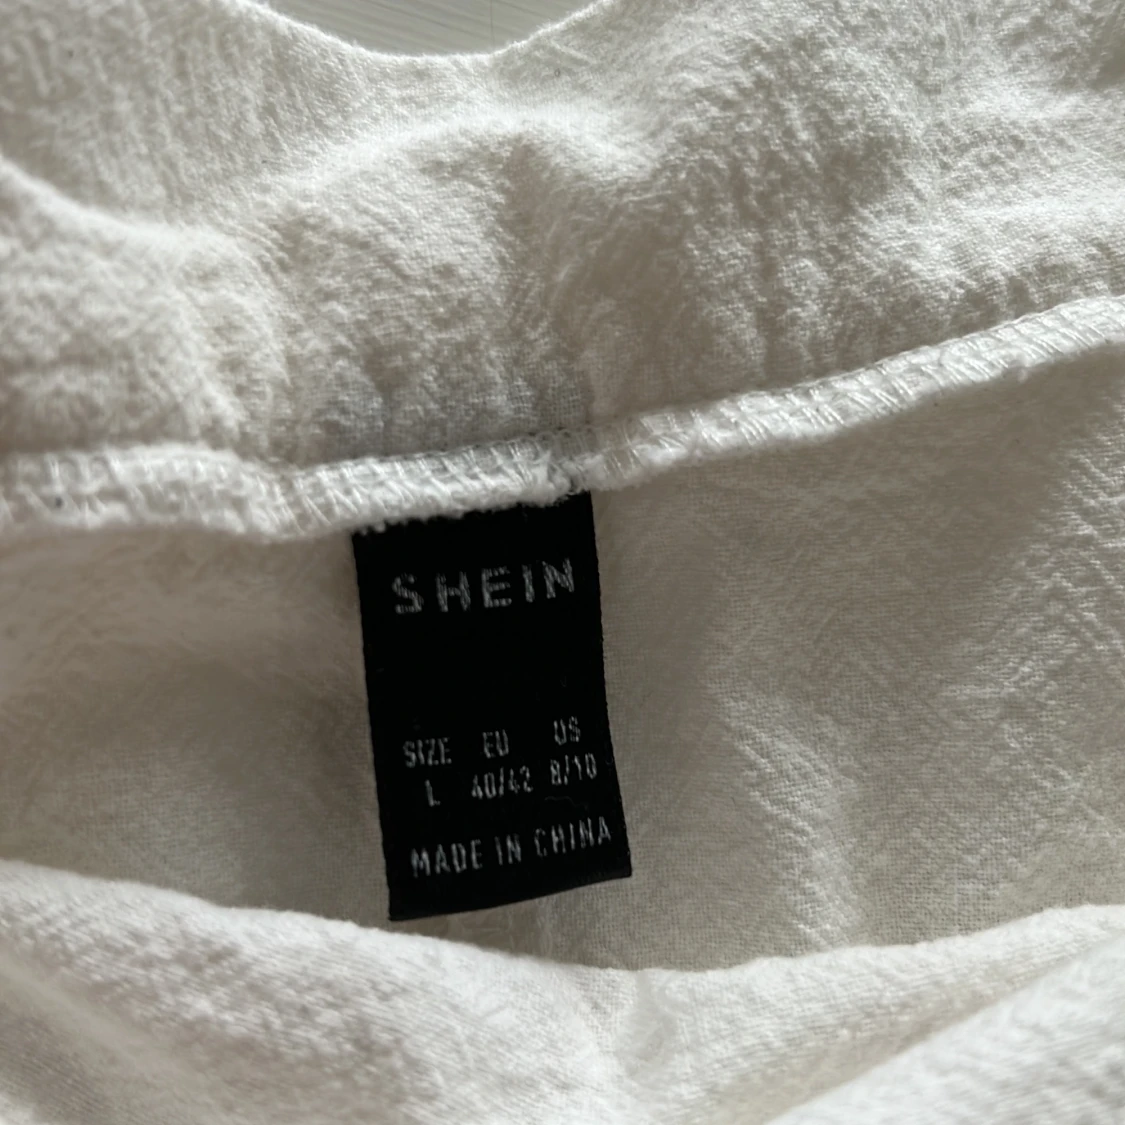 SHEIN
SIZE EU US
L 40/42 8/10
MADE IN CHINA